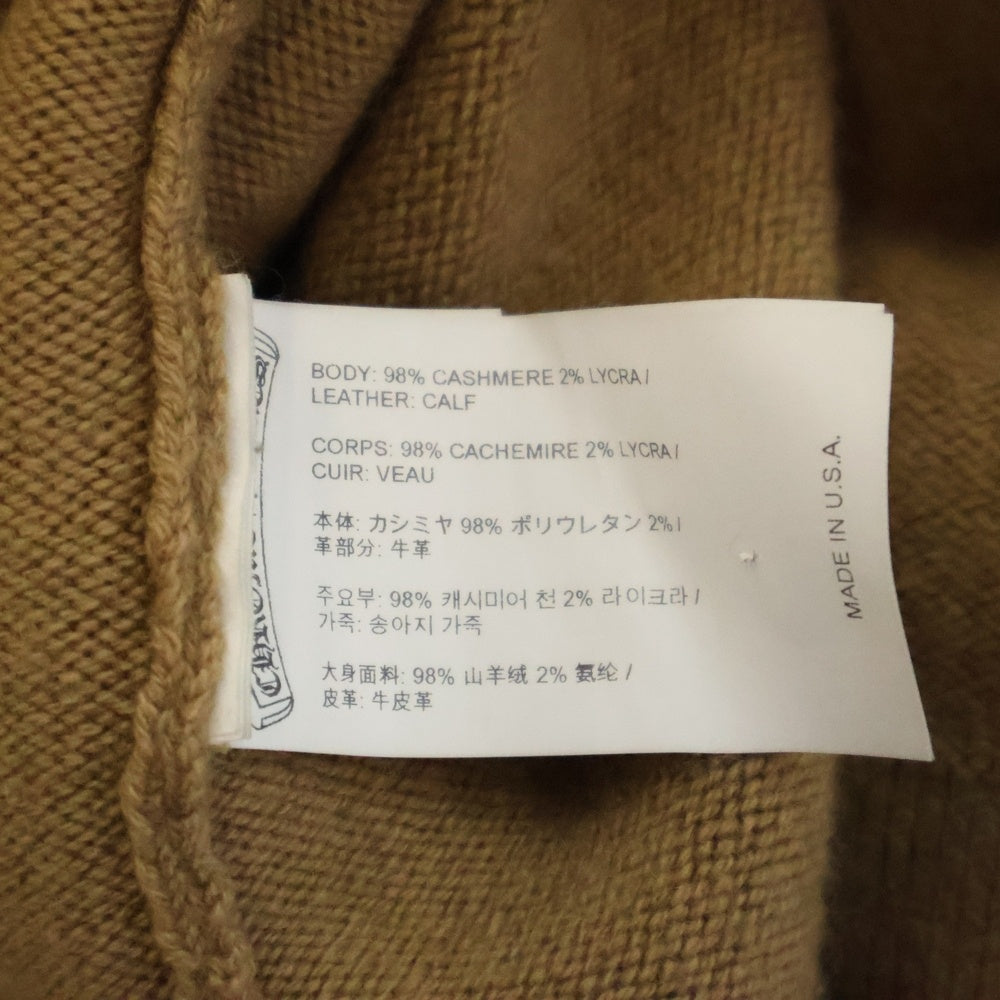 BODY: 98% CASHMERE 2% LYCRA /
LEATHER: CALF
CORPS: 98% CACHEMIRE 2% LYCRA /
CUIR: VEAU
本体: カシミヤ 98% ポリウレタン 2% /
革部分: 牛革
주요부: 98% 캐시미어 천 2% 라이크라 /
가죽: 송아지 가죽
大身面料: 98% 山羊绒 2% 氨纶 /
皮革: 牛皮革
MADE IN U.S.A.